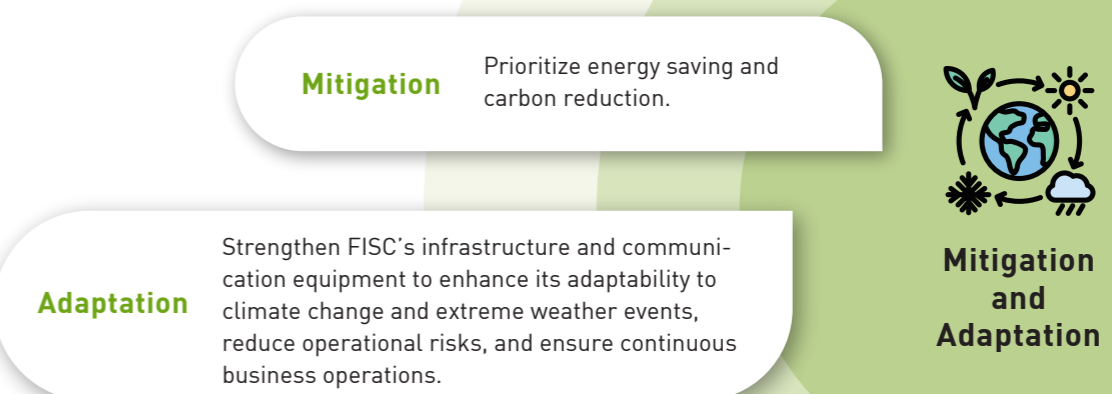 Mitigation
Prioritize energy saving and
carbon reduction.
Adaptation
Strengthen FISC's infrastructure and communi-
cation equipment to enhance its adaptability to
climate change and extreme weather events,
reduce operational risks, and ensure continuous
business operations.
Mitigation
and
Adaptation